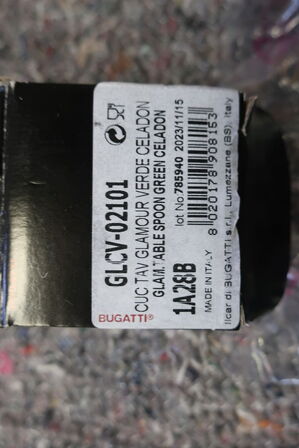 GLCV-02101
CUC TAV GLAMOUR VERDE CELADON
GLAM.TABLE SPOON GREEN CELADON
lot No.785940 2023/11/15
8 020178 908153
BUGATTI®
1A28B
MADE IN ITALY
di BUGATTI s.r.l., Lumezzane (BS), Italy